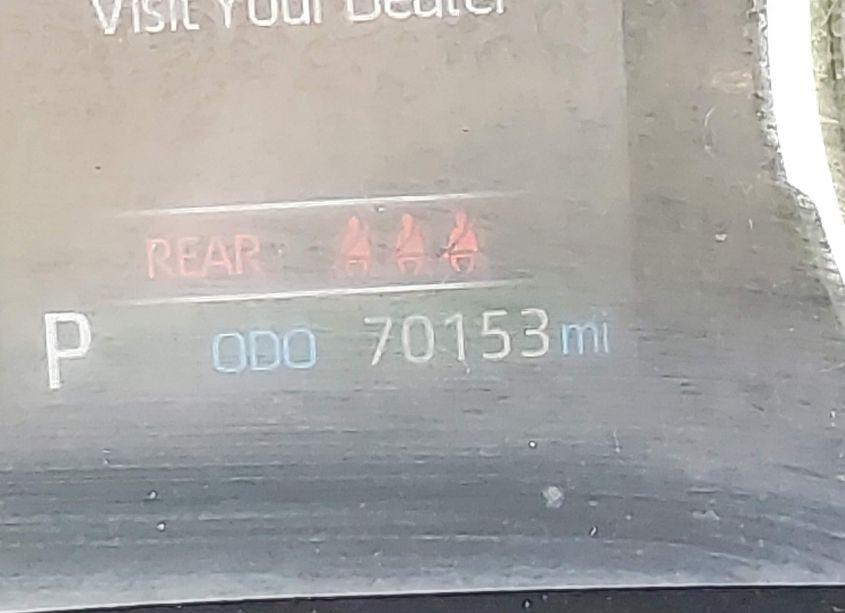 Visit Your Dealer
REAR
P ODO 70153 mi